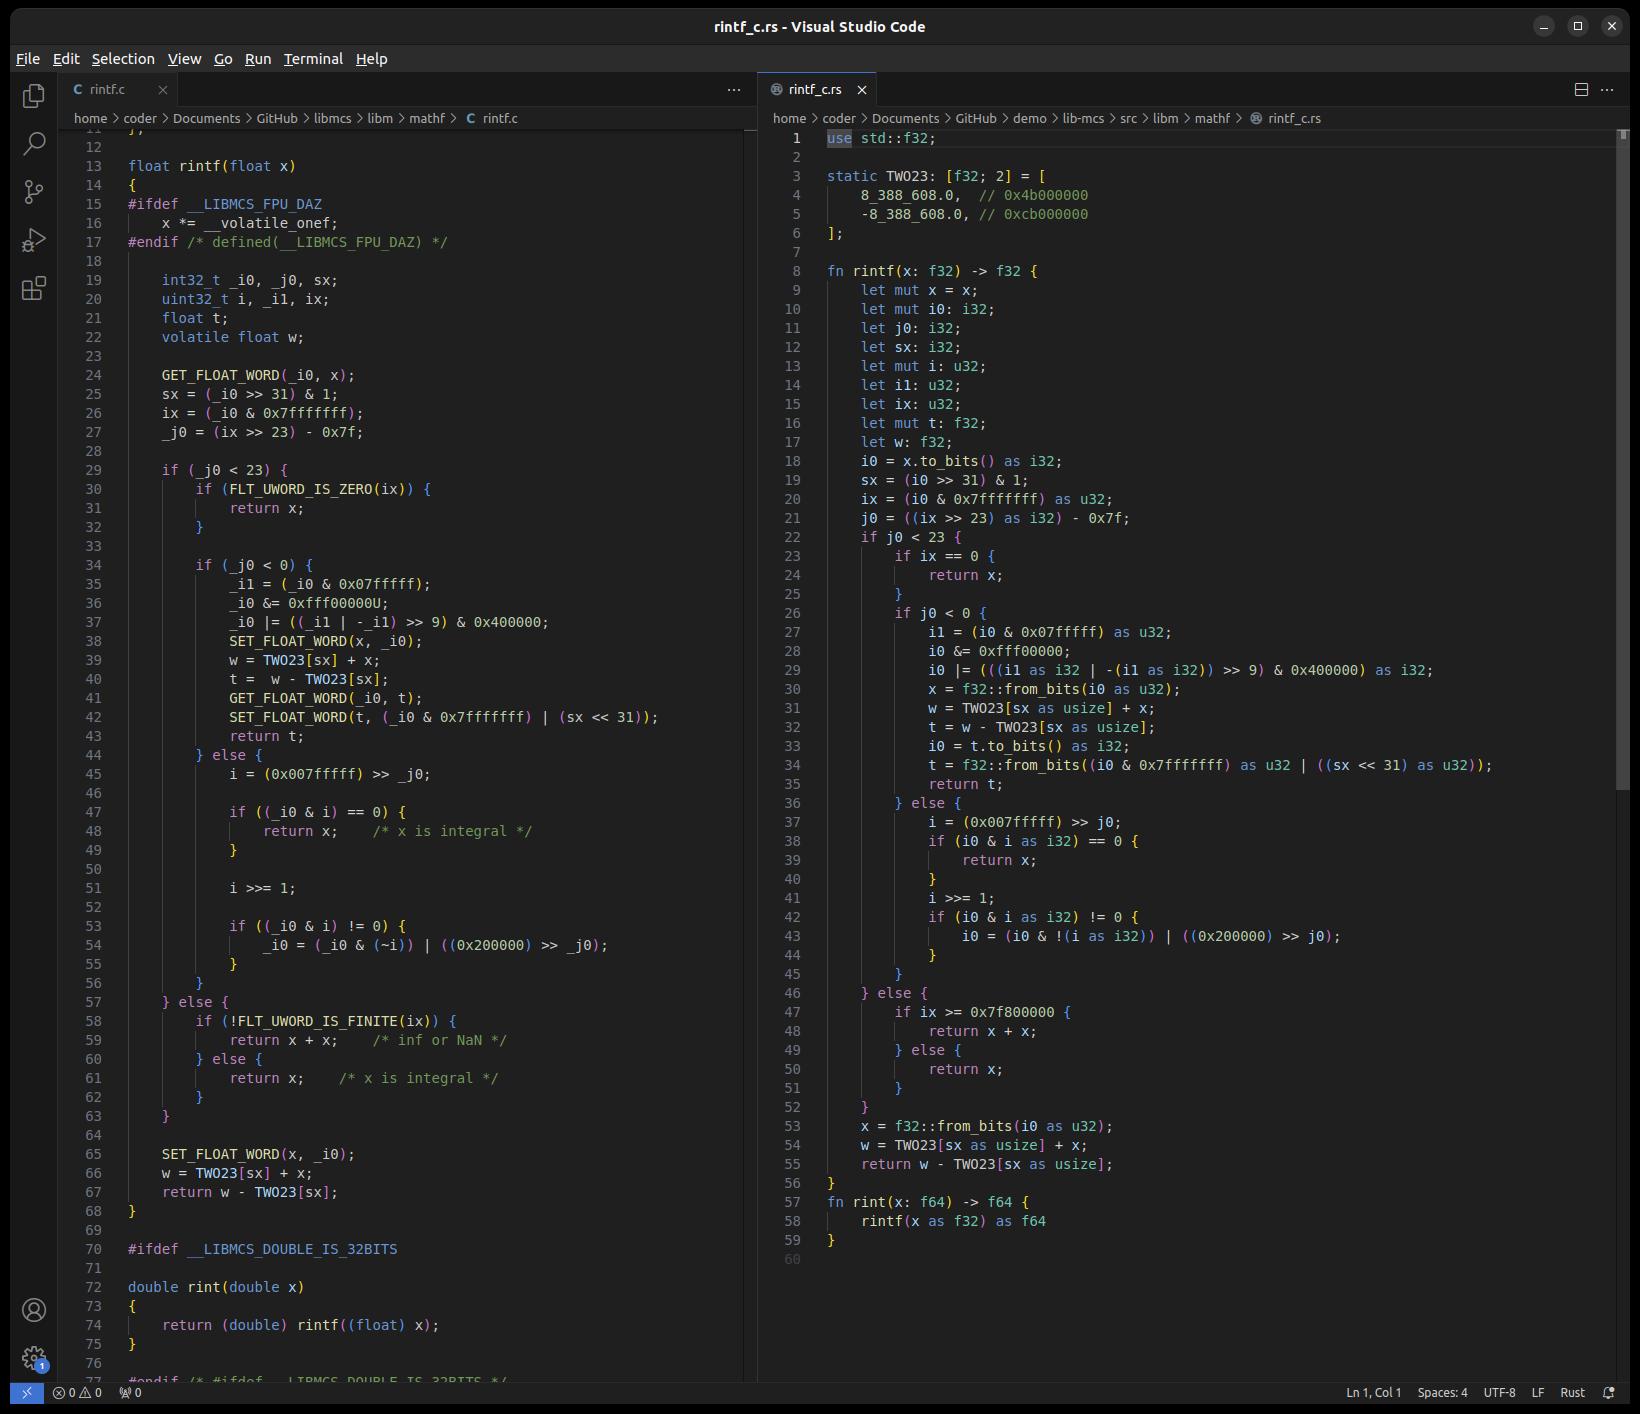 rintf_c.rs - Visual Studio Code
File Edit Selection View Go Run Terminal Help
C rintf.c
home > coder > Documents > GitHub > libmcs > libm > mathf > C rintf.c
11 };
12
13 float rintf(float x)
14 {
15 #ifdef __LIBMCS_FPU_DAZ
16     x *= __volatile_onef;
17 #endif /* defined(__LIBMCS_FPU_DAZ) */
18
19     int32_t _i0, _j0, sx;
20     uint32_t i, _i1, ix;
21     float t;
22     volatile float w;
23
24     GET_FLOAT_WORD(_i0, x);
25     sx = (_i0 >> 31) & 1;
26     ix = (_i0 & 0x7fffffff);
27     _j0 = (ix >> 23) - 0x7f;
28
29     if (_j0 < 23) {
30         if (FLT_UWORD_IS_ZERO(ix)) {
31             return x;
32         }
33
34         if (_j0 < 0) {
35             _i1 = (_i0 & 0x07fffff);
36             _i0 &= 0xfff00000U;
37             _i0 |= ((_i1 | -_i1) >> 9) & 0x400000;
38             SET_FLOAT_WORD(x, _i0);
39             w = TWO23[sx] + x;
40             t =  w - TWO23[sx];
41             GET_FLOAT_WORD(_i0, t);
42             SET_FLOAT_WORD(t, (_i0 & 0x7fffffff) | (sx << 31));
43             return t;
44         } else {
45             i = (0x007fffff) >> _j0;
46
47             if ((_i0 & i) == 0) {
48                 return x;    /* x is integral */
49             }
50
51             i >>= 1;
52
53             if ((_i0 & i) != 0) {
54                 _i0 = (_i0 & (~i)) | ((0x200000) >> _j0);
55             }
56         }
57     } else {
58         if (!FLT_UWORD_IS_FINITE(ix)) {
59             return x + x;    /* inf or NaN */
60         } else {
61             return x;    /* x is integral */
62         }
63     }
64
65     SET_FLOAT_WORD(x, _i0);
66     w = TWO23[sx] + x;
67     return w - TWO23[sx];
68 }
69
70 #ifdef __LIBMCS_DOUBLE_IS_32BITS
71
72 double rint(double x)
73 {
74     return (double) rintf((float) x);
75 }
76
77 #endif /* #ifdef __LIBMCS_DOUBLE_IS_32BITS */
rintf_c.rs
home > coder > Documents > GitHub > demo > lib-mcs > src > libm > mathf > rintf_c.rs
1 use std::f32;
2
3 static TWO23: [f32; 2] = [
4     8_388_608.0,  // 0x4b000000
5     -8_388_608.0, // 0xcb000000
6 ];
7
8 fn rintf(x: f32) -> f32 {
9     let mut x = x;
10     let mut i0: i32;
11     let j0: i32;
12     let sx: i32;
13     let mut i: u32;
14     let i1: u32;
15     let ix: u32;
16     let mut t: f32;
17     let w: f32;
18     i0 = x.to_bits() as i32;
19     sx = (i0 >> 31) & 1;
20     ix = (i0 & 0x7fffffff) as u32;
21     j0 = ((ix >> 23) as i32) - 0x7f;
22     if j0 < 23 {
23         if ix == 0 {
24             return x;
25         }
26         if j0 < 0 {
27             i1 = (i0 & 0x07fffff) as u32;
28             i0 &= 0xfff00000;
29             i0 |= (((i1 as i32 | -(i1 as i32)) >> 9) & 0x400000) as i32;
30             x = f32::from_bits(i0 as u32);
31             w = TWO23[sx as usize] + x;
32             t = w - TWO23[sx as usize];
33             i0 = t.to_bits() as i32;
34             t = f32::from_bits((i0 & 0x7fffffff) as u32 | ((sx << 31) as u32));
35             return t;
36         } else {
37             i = (0x007fffff) >> j0;
38             if (i0 & i as i32) == 0 {
39                 return x;
40             }
41             i >>= 1;
42             if (i0 & i as i32) != 0 {
43                 i0 = (i0 & !(i as i32)) | ((0x200000) >> j0);
44             }
45         }
46     } else {
47         if ix >= 0x7f800000 {
48             return x + x;
49         } else {
50             return x;
51         }
52     }
53     x = f32::from_bits(i0 as u32);
54     w = TWO23[sx as usize] + x;
55     return w - TWO23[sx as usize];
56 }
57 fn rint(x: f64) -> f64 {
58     rintf(x as f32) as f64
59 }
60
1
0 0 0
Ln 1, Col 1 Spaces: 4 UTF-8 LF Rust